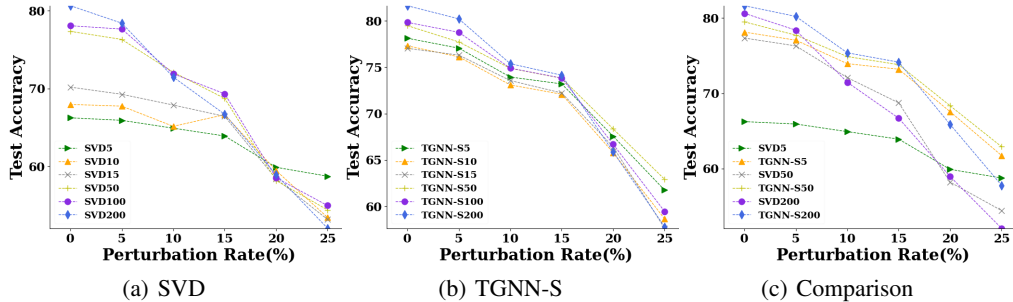 80
70
60
Test Accuracy
SVD5
SVD10
SVD15
SVD50
SVD100
SVD200
0 5 10 15 20 25
Perturbation Rate(%)
(a) SVD
80
75
70
65
60
Test Accuracy
TGNN-S5
TGNN-S10
TGNN-S15
TGNN-S50
TGNN-S100
TGNN-S200
0 5 10 15 20 25
Perturbation Rate(%)
(b) TGNN-S
80
70
60
Test Accuracy
SVD5
TGNN-S5
SVD50
TGNN-S50
SVD200
TGNN-S200
0 5 10 15 20 25
Perturbation Rate(%)
(c) Comparison